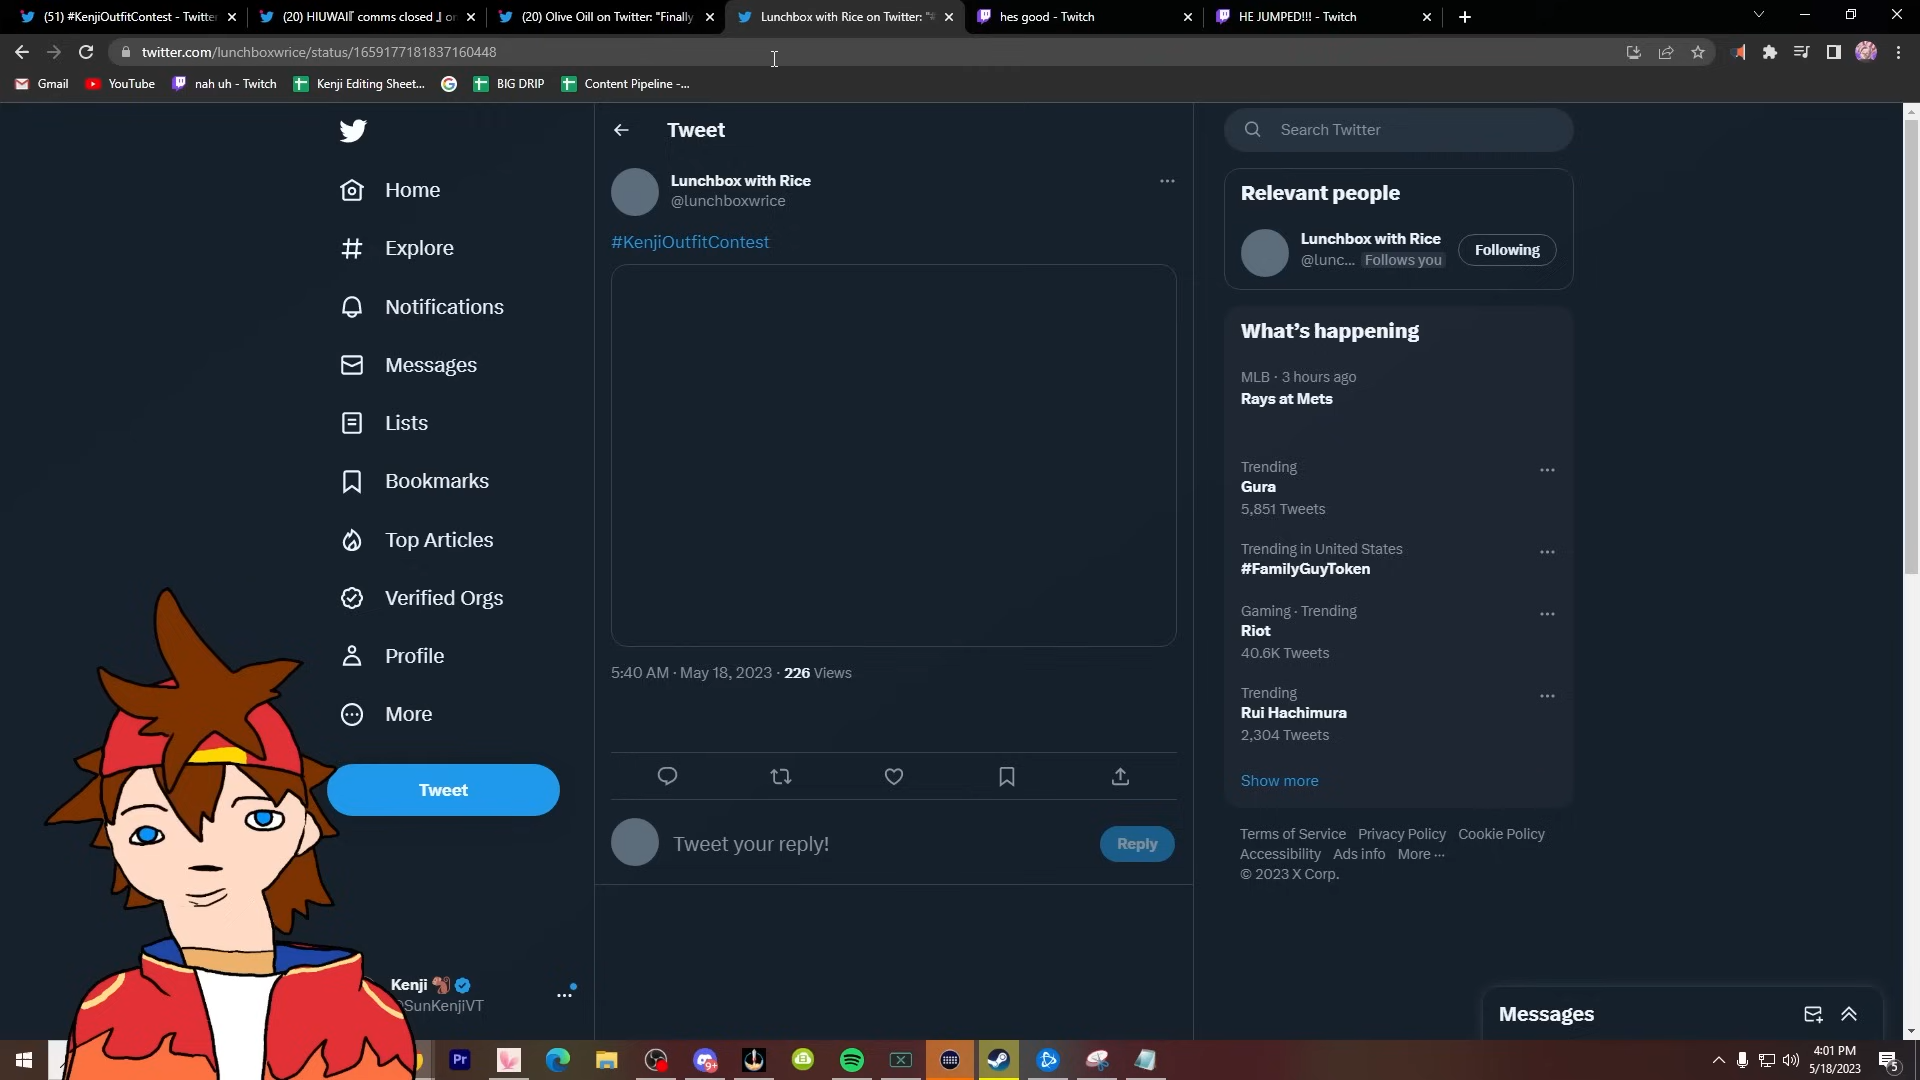 (51) #KenjiOutfitContest - Twitter
(20) HIUWAII『 comms closed 』 on
(20) Olive Oill on Twitter: "Finally
Lunchbox with Rice on Twitter: "#
hes good - Twitch
HE JUMPED!!! - Twitch
twitter.com/lunchboxwrice/status/1659177181837160448
Gmail
YouTube
nah uh - Twitch
Kenji Editing Sheet...
BIG DRIP
Content Pipeline -...
Home
Explore
Notifications
Messages
Lists
Bookmarks
Top Articles
Verified Orgs
Profile
More
Tweet
Kenji
SunKenjiVT
Tweet
Lunchbox with Rice
@lunchboxwrice
#KenjiOutfitContest
5:40 AM · May 18, 2023 · 226 Views
Tweet your reply!
Reply
Search Twitter
Relevant people
Lunchbox with Rice
@lunc... Follows you
Following
What's happening
MLB · 3 hours ago
Rays at Mets
Trending
Gura
5,851 Tweets
Trending in United States
#FamilyGuyToken
Gaming · Trending
Riot
40.6K Tweets
Trending
Rui Hachimura
2,304 Tweets
Show more
Terms of Service Privacy Policy Cookie Policy
Accessibility Ads info More ···
© 2023 X Corp.
Messages
Pr
9+
4:01 PM
5/18/2023
5